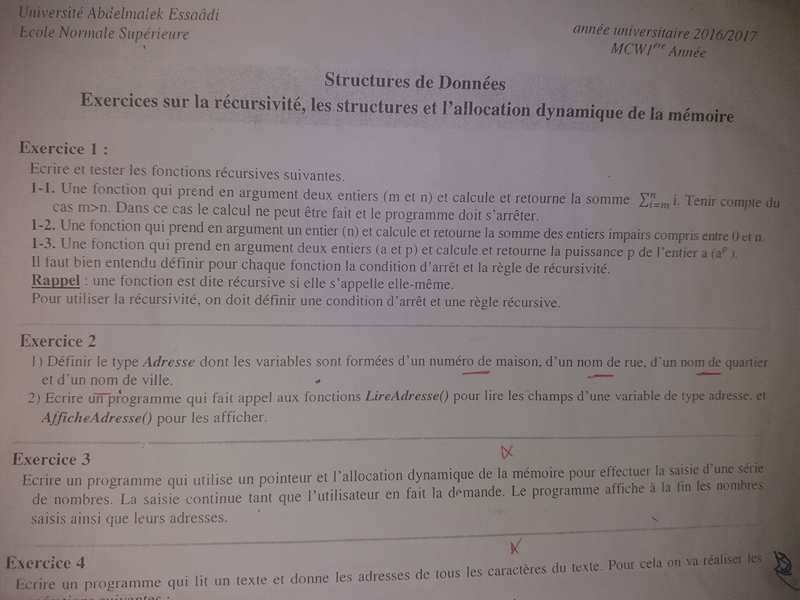 Université Abdelmalek Essaâdi
Ecole Normale Supérieure
année universitaire 2016/2017
MCW1ère Année
Structures de Données
Exercices sur la récursivité, les structures et l'allocation dynamique de la mémoire
Exercice 1 :
Ecrire et tester les fonctions récursives suivantes.
1-1. Une fonction qui prend en argument deux entiers (m et n) et calcule et retourne la somme ∑ⁿᵢ₌ₘ i. Tenir compte du
cas m>n. Dans ce cas le calcul ne peut être fait et le programme doit s'arrêter.
1-2. Une fonction qui prend en argument un entier (n) et calcule et retourne la somme des entiers impairs compris entre 0 et n.
1-3. Une fonction qui prend en argument deux entiers (a et p) et calcule et retourne la puissance p de l'entier a (aᵖ ).
Il faut bien entendu définir pour chaque fonction la condition d'arrêt et la règle de récursivité.
Rappel : une fonction est dite récursive si elle s'appelle elle-même.
Pour utiliser la récursivité, on doit définir une condition d'arrêt et une règle récursive.
Exercice 2
1) Définir le type Adresse dont les variables sont formées d'un numéro de maison, d'un nom de rue, d'un nom de quartier
et d'un nom de ville.
2) Ecrire un programme qui fait appel aux fonctions LireAdresse() pour lire les champs d'une variable de type adresse, et
AfficheAdresse() pour les afficher.
Exercice 3
Ecrire un programme qui utilise un pointeur et l'allocation dynamique de la mémoire pour effectuer la saisie d'une série
de nombres. La saisie continue tant que l'utilisateur en fait la demande. Le programme affiche à la fin les nombres
saisis ainsi que leurs adresses.
Exercice 4
Ecrire un programme qui lit un texte et donne les adresses de tous les caractères du texte. Pour cela on va réaliser les